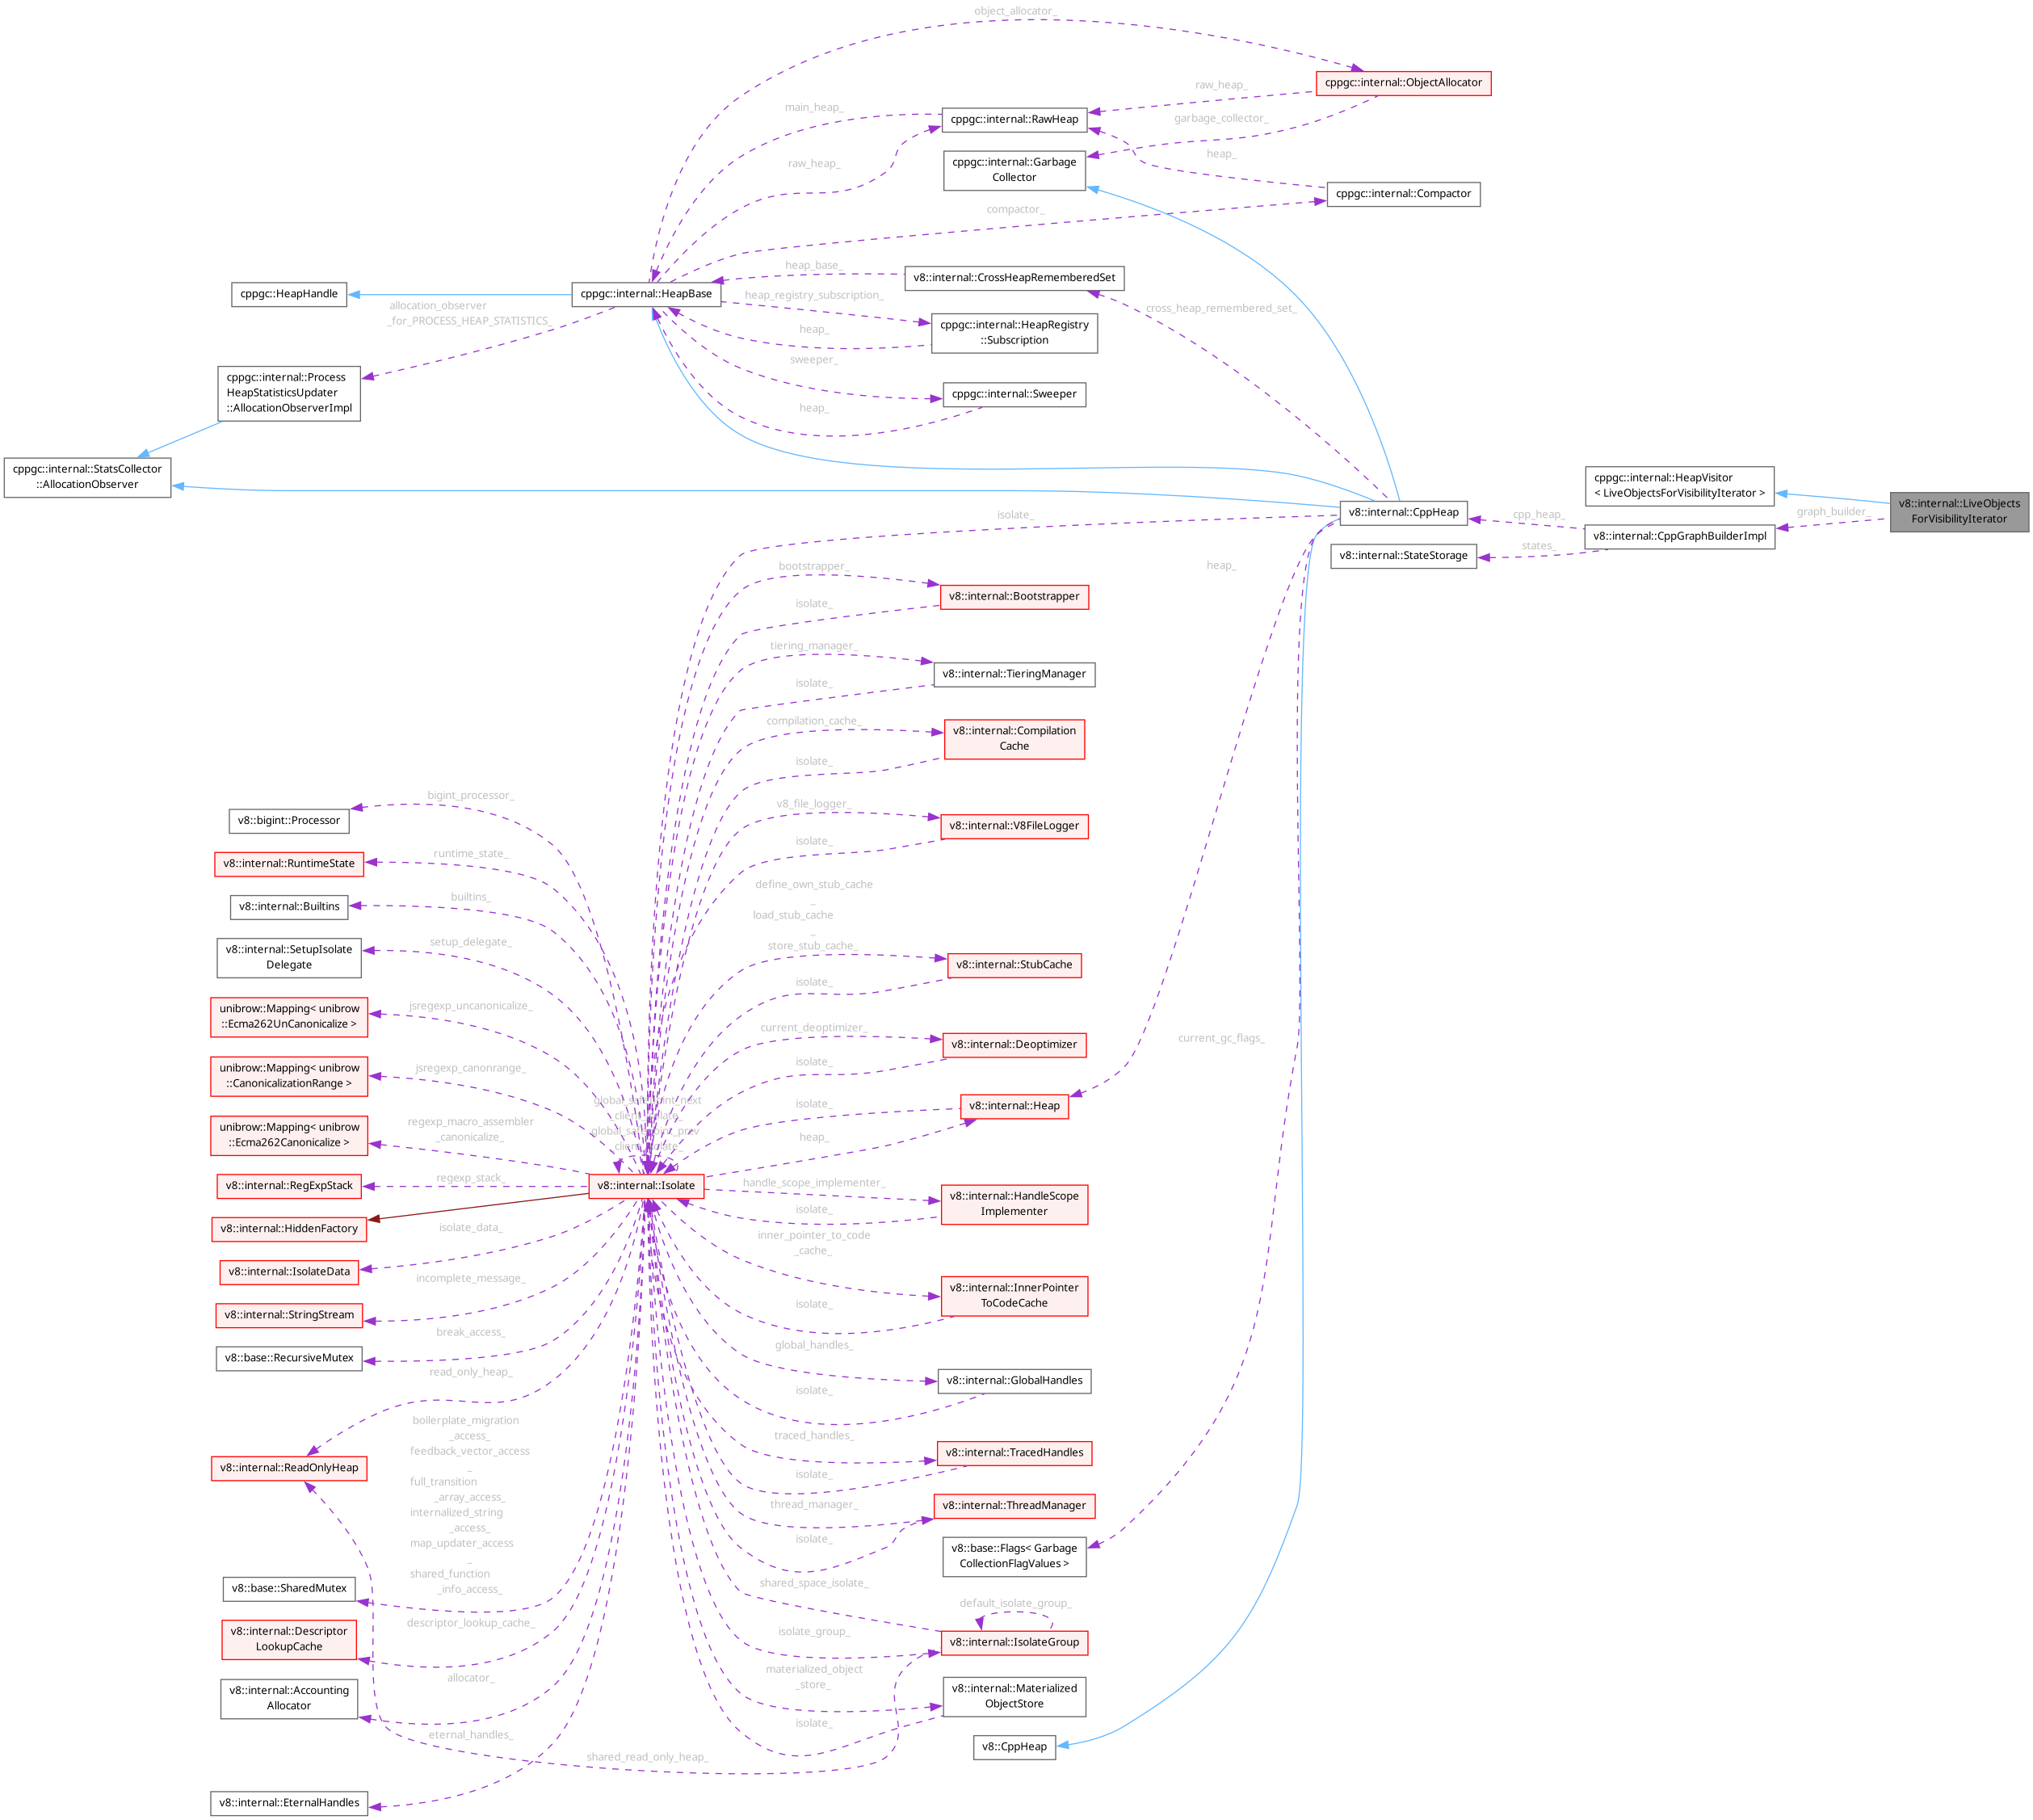 object_allocator_
cppgc::internal::ObjectAllocator
raw_heap_
main_heap_
cppgc::internal::RawHeap
garbage_collector_
cppgc::internal::Garbage
Collector
heap_
raw_heap_
cppgc::internal::Compactor
compactor_
heap_base_
v8::internal::CrossHeapRememberedSet
cppgc::HeapHandle
cppgc::internal::HeapBase
heap_registry_subscription_
allocation_observer
_for_PROCESS_HEAP_STATISTICS_
cross_heap_remembered_set_
cppgc::internal::HeapRegistry
::Subscription
heap_
sweeper_
cppgc::internal::Process
HeapStatisticsUpdater
::AllocationObserverImpl
cppgc::internal::Sweeper
heap_
cppgc::internal::StatsCollector
::AllocationObserver
cppgc::internal::HeapVisitor
< LiveObjectsForVisibilityIterator >
v8::internal::LiveObjects
ForVisibilityIterator
graph_builder_
v8::internal::CppHeap
cpp_heap_
v8::internal::CppGraphBuilderImpl
isolate_
states_
v8::internal::StateStorage
heap_
bootstrapper_
v8::internal::Bootstrapper
isolate_
tiering_manager_
v8::internal::TieringManager
isolate_
compilation_cache_
v8::internal::Compilation
Cache
isolate_
bigint_processor_
v8_file_logger_
v8::bigint::Processor
v8::internal::V8FileLogger
isolate_
runtime_state_
v8::internal::RuntimeState
define_own_stub_cache
_
load_stub_cache
_
store_stub_cache_
builtins_
v8::internal::Builtins
setup_delegate_
v8::internal::SetupIsolate
Delegate
v8::internal::StubCache
isolate_
jsregexp_uncanonicalize_
unibrow::Mapping< unibrow
::Ecma262UnCanonicalize >
current_deoptimizer_
v8::internal::Deoptimizer
isolate_
current_gc_flags_
jsregexp_canonrange_
unibrow::Mapping< unibrow
::CanonicalizationRange >
global_safepoint_next
_client_isolate_
global_safepoint_prev
_client_isolate_
isolate_
v8::internal::Heap
heap_
regexp_macro_assembler
_canonicalize_
unibrow::Mapping< unibrow
::Ecma262Canonicalize >
regexp_stack_
v8::internal::RegExpStack
v8::internal::Isolate
handle_scope_implementer_
v8::internal::HandleScope
Implementer
isolate_
v8::internal::HiddenFactory
isolate_data_
v8::internal::IsolateData
inner_pointer_to_code
_cache_
v8::internal::InnerPointer
ToCodeCache
isolate_
incomplete_message_
v8::internal::StringStream
break_access_
v8::base::RecursiveMutex
global_handles_
v8::internal::GlobalHandles
isolate_
read_only_heap_
v8::internal::ReadOnlyHeap
traced_handles_
v8::internal::TracedHandles
isolate_
boilerplate_migration
_access_
feedback_vector_access
_
full_transition
_array_access_
internalized_string
_access_
map_updater_access
_
shared_function
_info_access_
thread_manager_
v8::internal::ThreadManager
isolate_
v8::base::Flags< Garbage
CollectionFlagValues >
v8::base::SharedMutex
shared_space_isolate_
default_isolate_group_
descriptor_lookup_cache_
v8::internal::Descriptor
LookupCache
isolate_group_
v8::internal::IsolateGroup
materialized_object
_store_
allocator_
v8::internal::Accounting
Allocator
v8::internal::Materialized
ObjectStore
isolate_
eternal_handles_
v8::CppHeap
shared_read_only_heap_
v8::internal::EternalHandles